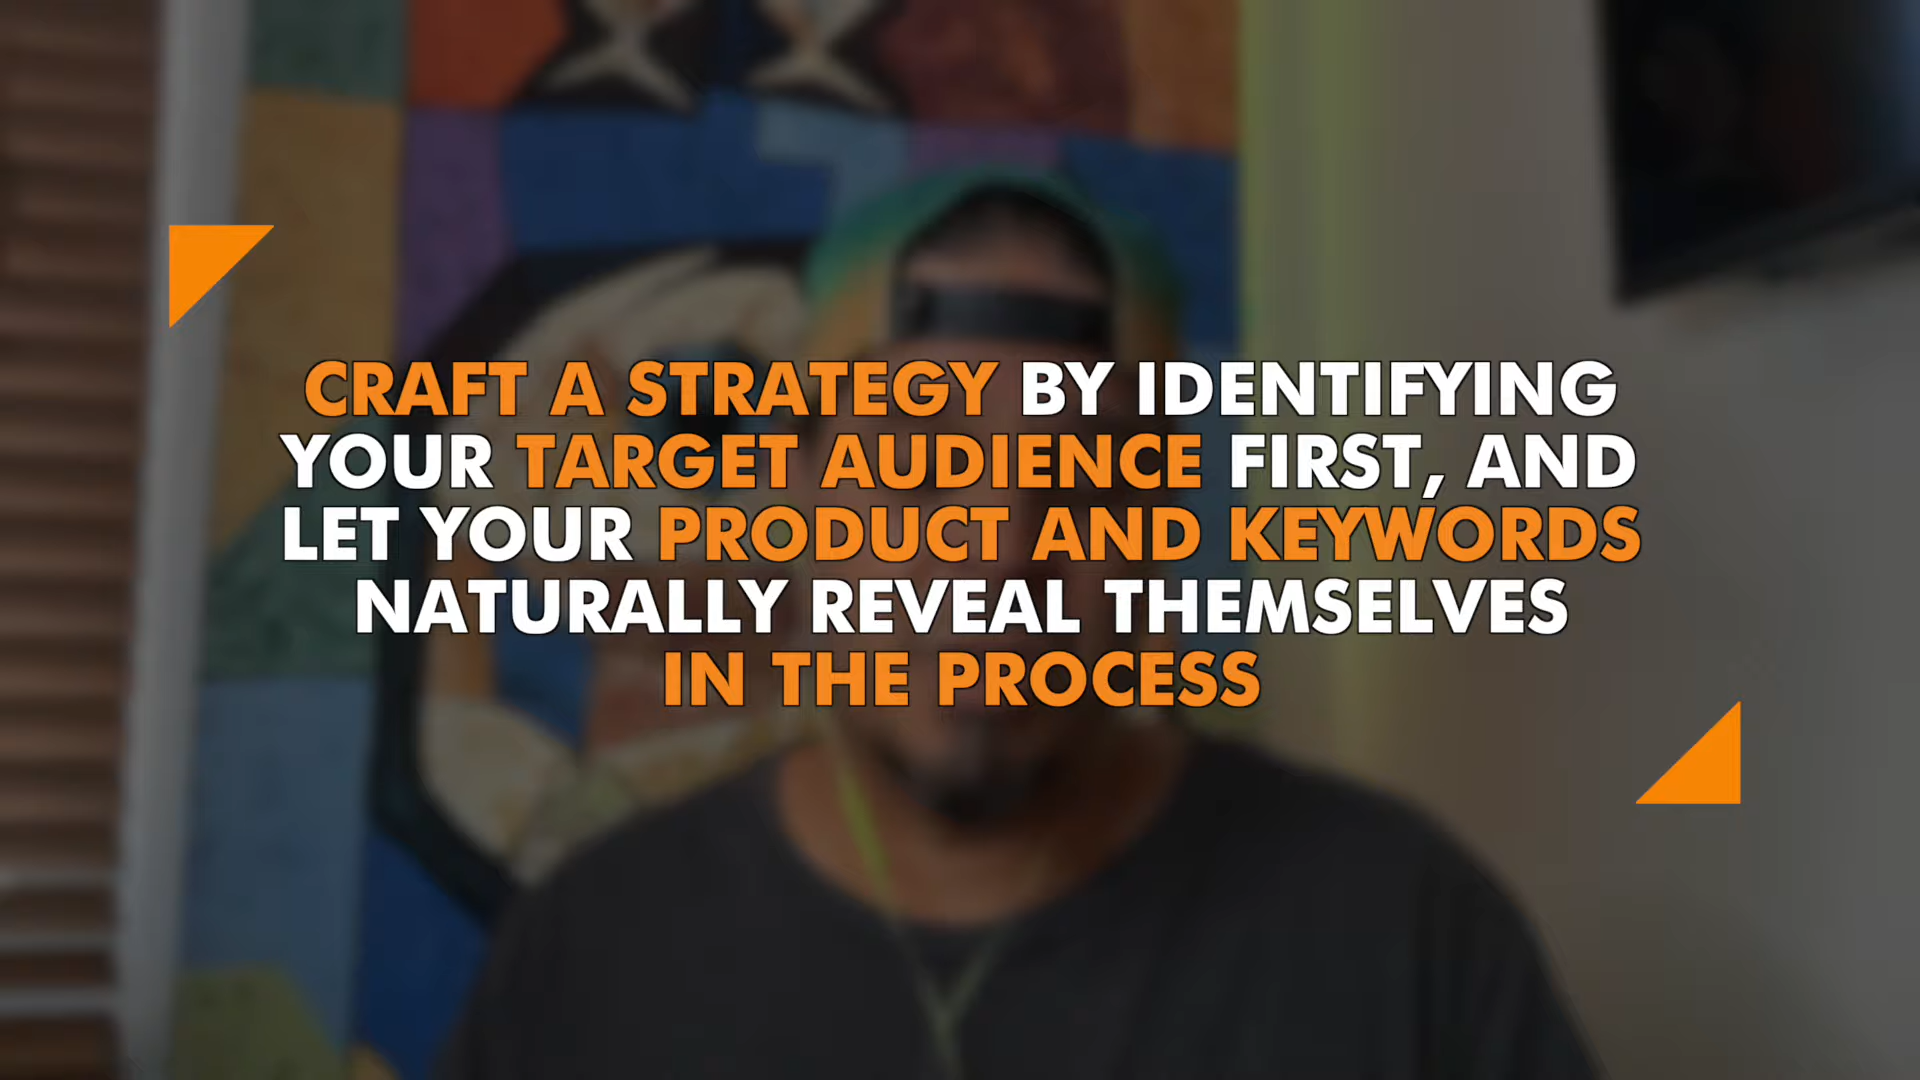 CRAFT A STRATEGY BY IDENTIFYING
YOUR TARGET AUDIENCE FIRST, AND
LET YOUR PRODUCT AND KEYWORDS
NATURALLY REVEAL THEMSELVES
IN THE PROCESS